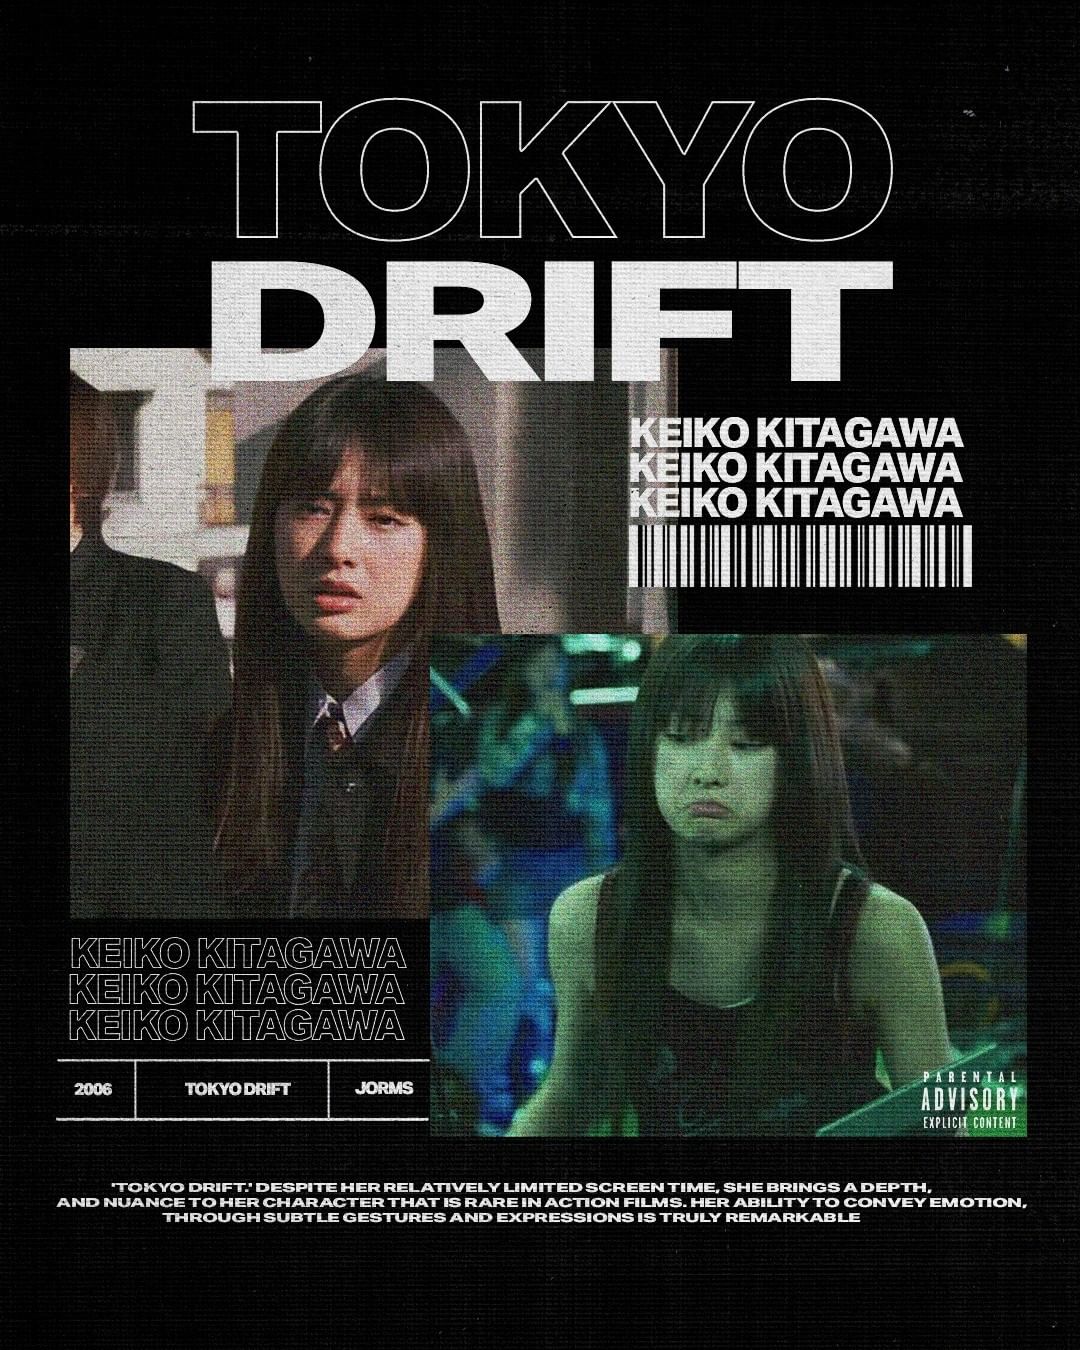 TOKYO
DRIFT
KEIKO KITAGAWA
KEIKO KITAGAWA
KEIKO KITAGAWA
KEIKO KITAGAWA
KEIKO KITAGAWA
KEIKO KITAGAWA
2006
TOKYO DRIFT
JORMS
PARENTAL
ADVISORY
EXPLICIT CONTENT
'TOKYO DRIFT.' DESPITE HER RELATIVELY LIMITED SCREEN TIME, SHE BRINGS A DEPTH,
AND NUANCE TO HER CHARACTER THAT IS RARE IN ACTION FILMS. HER ABILITY TO CONVEY EMOTION,
THROUGH SUBTLE GESTURES AND EXPRESSIONS IS TRULY REMARKABLE